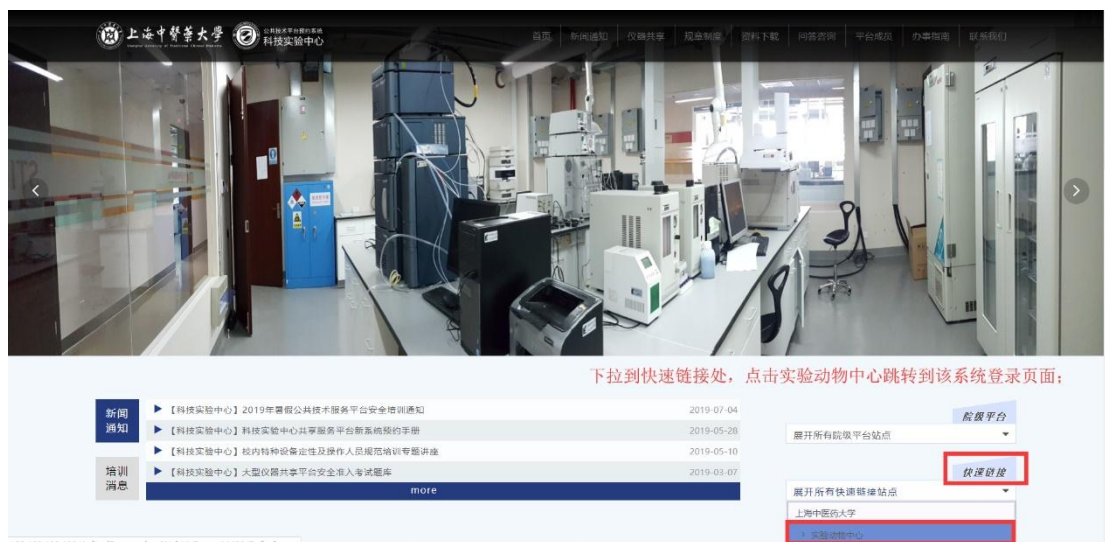 上海中醫藥大學
公共技术平台预约系统
科技实验中心
首页
新闻通知
仪器共享
规章制度
资料下载
问答咨询
平台成员
办事指南
联系我们
下拉到快速链接处，点击实验动物中心跳转到该系统登录页面；
新闻通知
【科技实验中心】2019年暑假公共技术服务平台安全培训通知 2019-07-04
【科技实验中心】科技实验中心共享服务平台新系统预约手册 2019-05-28
【科技实验中心】校内特种设备定性及操作人员规范培训专题讲座 2019-05-10
【科技实验中心】大型仪器共享平台安全准入考试题库 2019-03-07
more
培训消息
院级平台
展开所有院级平台站点
快速链接
展开所有快速链接站点
上海中医药大学
实验动物中心